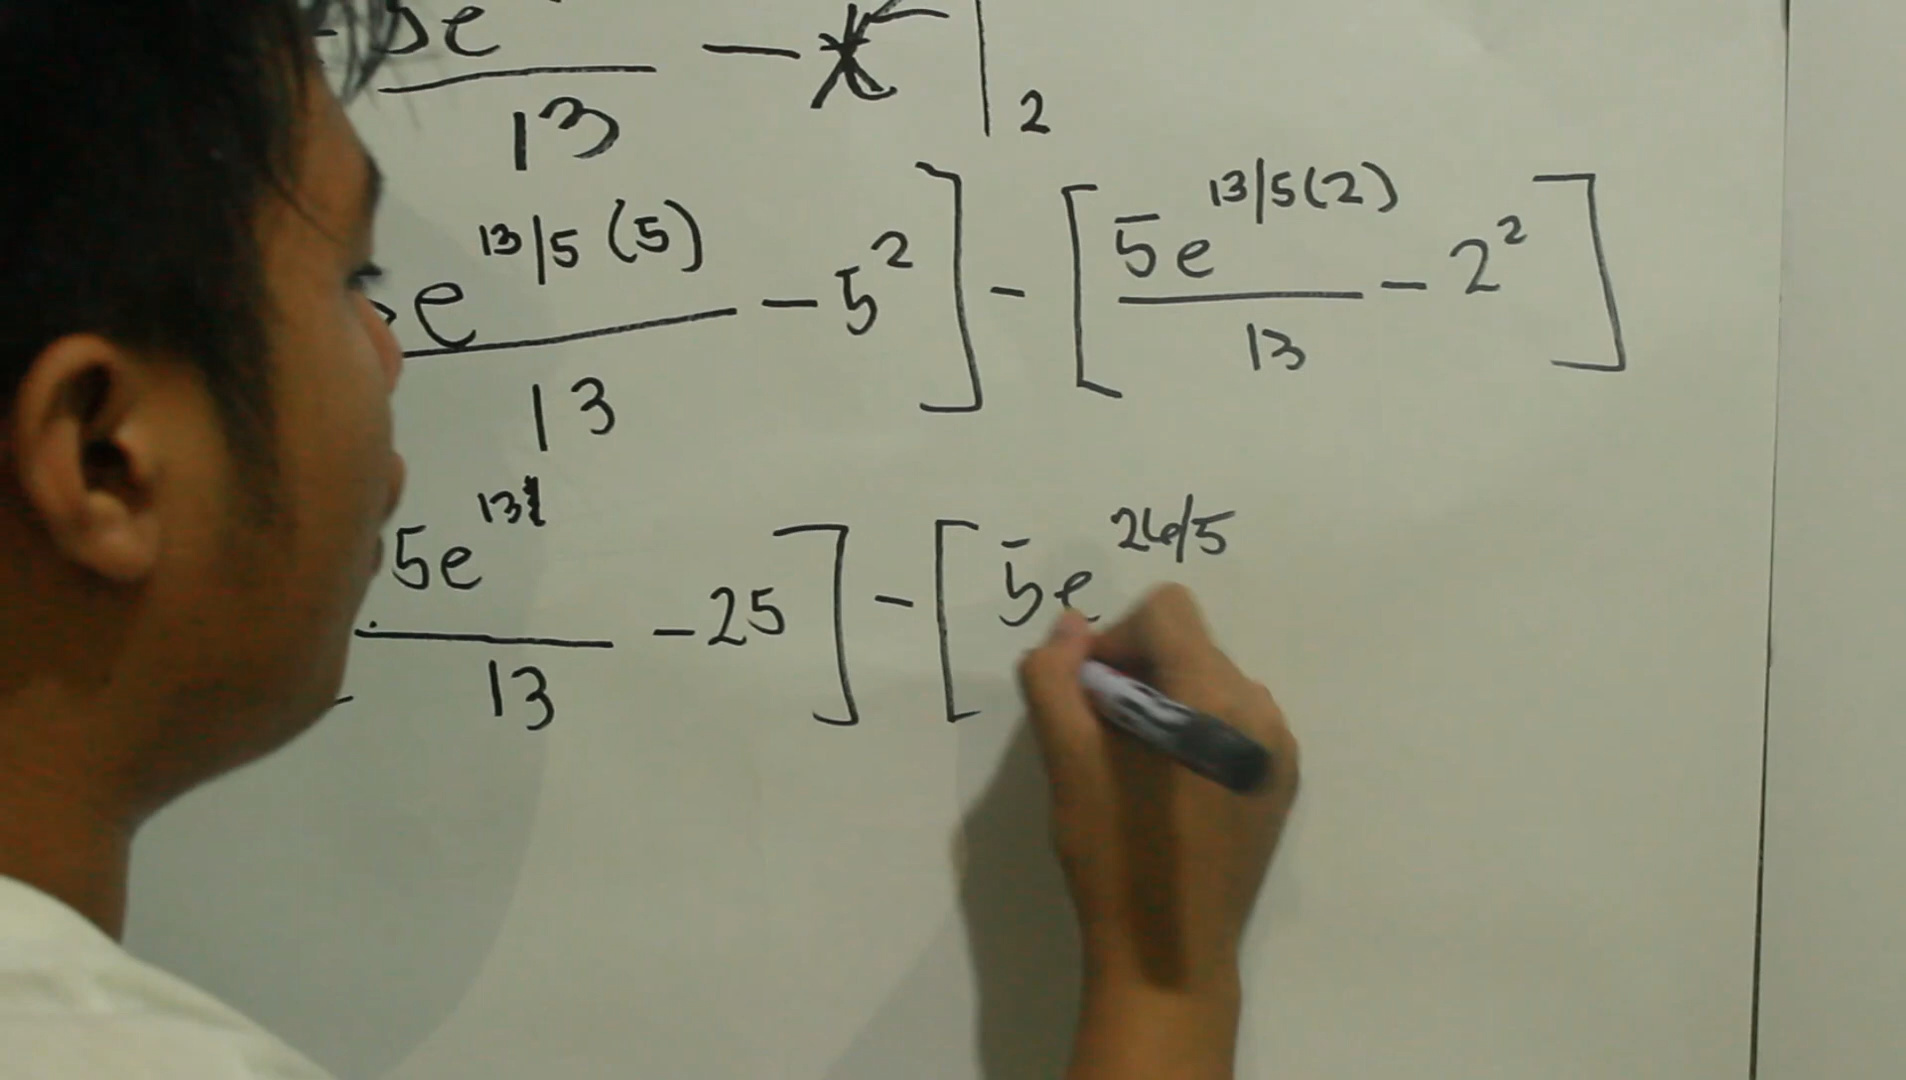 5e
— x |
13 2
e^13/5(5) — 5² ] - [ 5e^13/5(2) — 2² ]
13 13
5e^13 — 25 ] - [ 5e^26/5
13